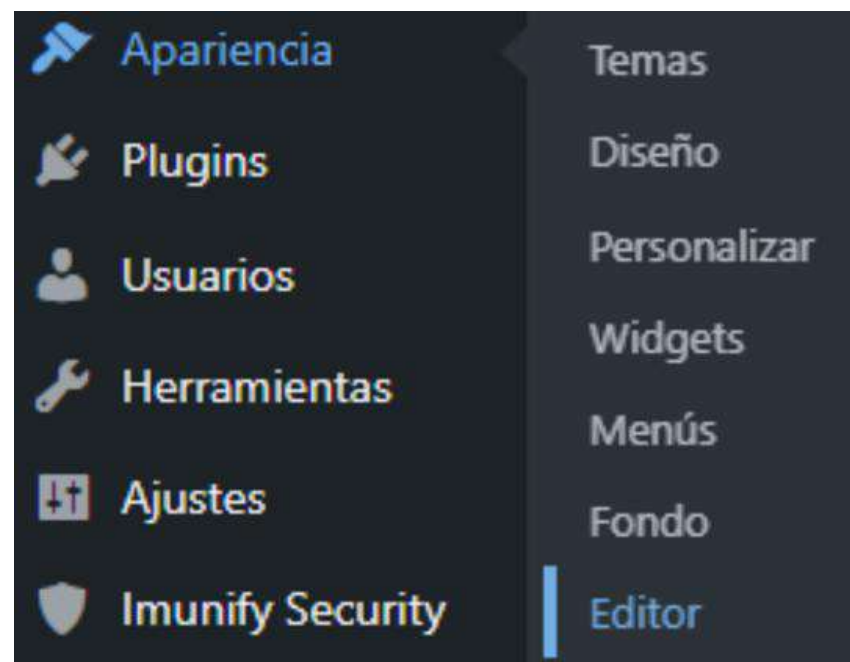 Apariencia
Plugins
Usuarios
Herramientas
Ajustes
Imunify Security
Temas
Diseño
Personalizar
Widgets
Menús
Fondo
Editor